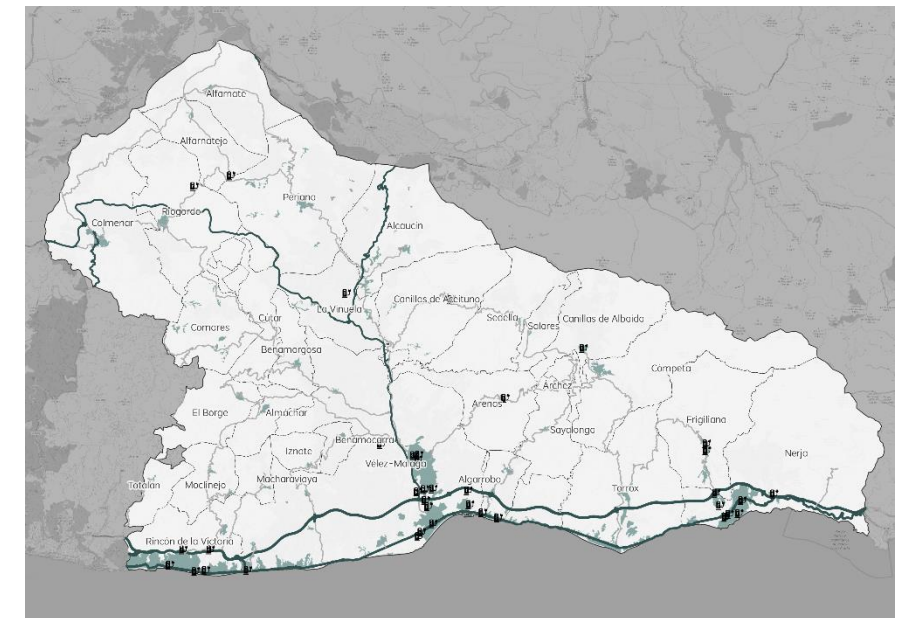 Alfarnate
Alfarnatejo
Periana
Riogordo
Colmenar
Alcaucín
Canillas de Aceituno
La Viñuela
Sedella
Salares
Canillas de Albaida
Cútar
Comares
Benamargosa
Cómpeta
Árchez
Arenas
El Borge
Almáchar
Frigiliana
Sayalonga
Benamocarra
Iznate
Nerja
Vélez-Málaga
Totalán
Moclinejo
Macharaviaya
Algarrobo
Torrox
Rincón de la Victoria